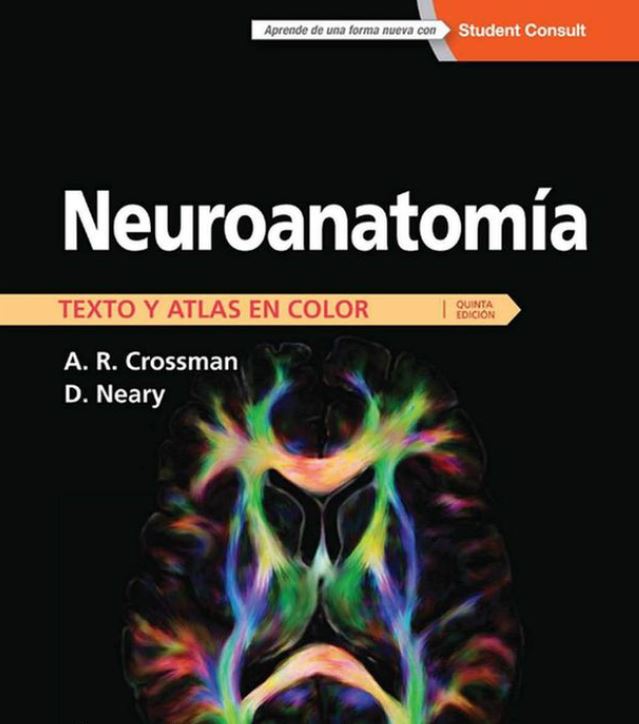 Aprende de una forma nueva con Student Consult
Neuroanatomía
TEXTO Y ATLAS EN COLOR | QUINTA
EDICIÓN
A. R. Crossman
D. Neary